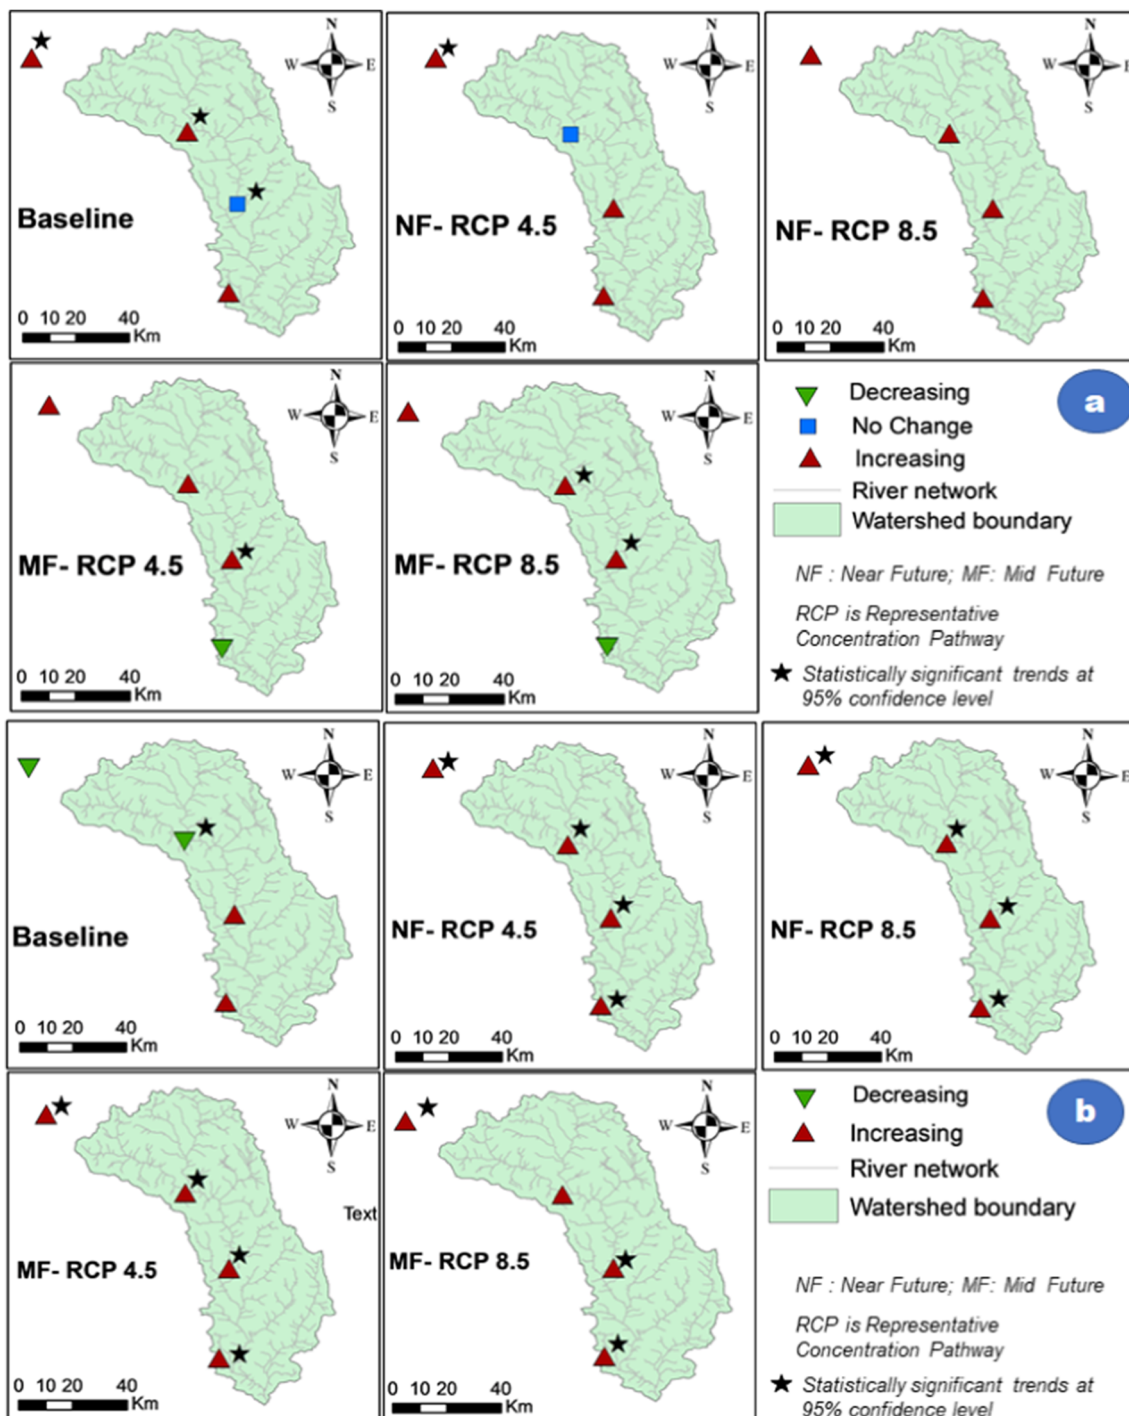 N
W E
S
Baseline
0 10 20 40
Km
N
W E
S
NF- RCP 4.5
0 10 20 40
Km
N
W E
S
NF- RCP 8.5
0 10 20 40
Km
N
W E
S
MF- RCP 4.5
0 10 20 40
Km
N
W E
S
MF- RCP 8.5
0 10 20 40
Km
a
Decreasing
No Change
Increasing
River network
Watershed boundary
NF : Near Future; MF: Mid Future
RCP is Representative
Concentration Pathway
Statistically significant trends at
95% confidence level
N
W E
S
Baseline
0 10 20 40
Km
N
W E
S
NF- RCP 4.5
0 10 20 40
Km
N
W E
S
NF- RCP 8.5
0 10 20 40
Km
N
W E
S
Text
MF- RCP 4.5
0 10 20 40
Km
N
W E
S
MF- RCP 8.5
0 10 20 40
Km
b
Decreasing
Increasing
River network
Watershed boundary
NF : Near Future; MF: Mid Future
RCP is Representative
Concentration Pathway
Statistically significant trends at
95% confidence level